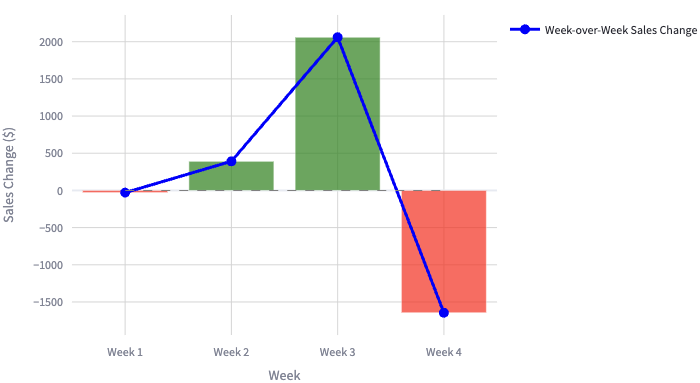 Week-over-Week Sales Change
Sales Change ($)
2000
1500
1000
500
0
−500
−1000
−1500
Week 1
Week 2
Week 3
Week 4
Week